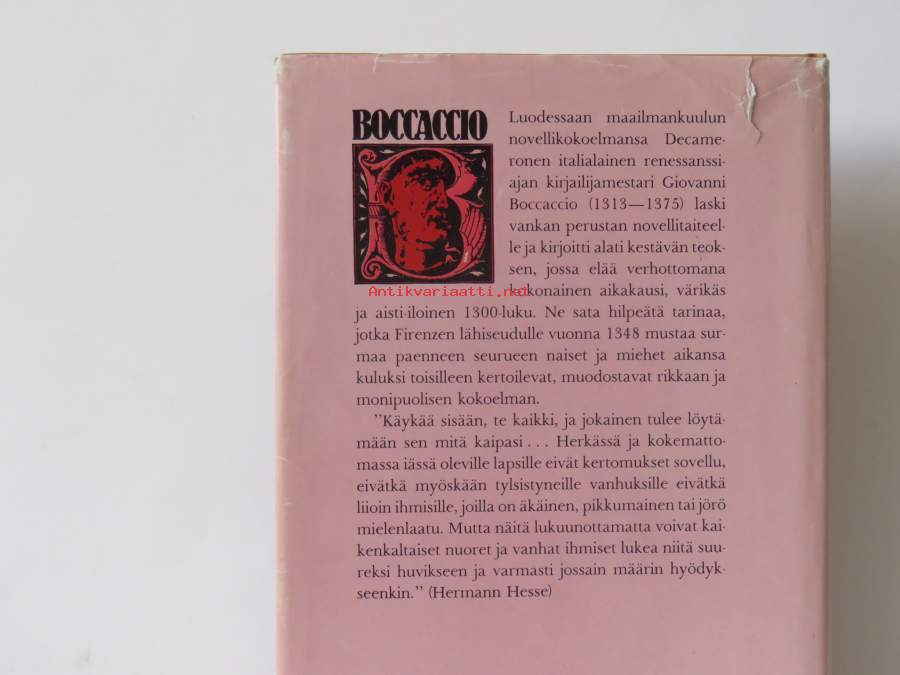 BOCCACCIO
Luodessaan maailmankuulun
novellikokoelmansa Decame-
ronen italialainen renessanssi-
ajan kirjailijamestari Giovanni
Boccaccio (1313—1375) laski
vankan perustan novellitaiteel-
le ja kirjoitti alati kestävän teok-
sen, jossa elää verhottomana
Antikvariaatti.net
kokonainen aikakausi, värikäs
ja aisti-iloinen 1300-luku. Ne sata hilpeätä tarinaa,
jotka Firenzen lähiseudulle vuonna 1348 mustaa sur-
maa paenneen seurueen naiset ja miehet aikansa
kuluksi toisilleen kertoilevat, muodostavat rikkaan ja
monipuolisen kokoelman.
”Käykää sisään, te kaikki, ja jokainen tulee löytä-
mään sen mitä kaipasi... Herkässä ja kokematto-
massa iässä oleville lapsille eivät kertomukset sovellu,
eivätkä myöskään tylsistyneille vanhuksille eivätkä
liioin ihmisille, joilla on äkäinen, pikkumainen tai jörö
mielenlaatu. Mutta näitä lukuunottamatta voivat kai-
kenkaltaiset nuoret ja vanhat ihmiset lukea niitä suu-
reksi huvikseen ja varmasti jossain määrin hyödyk-
seenkin.” (Hermann Hesse)